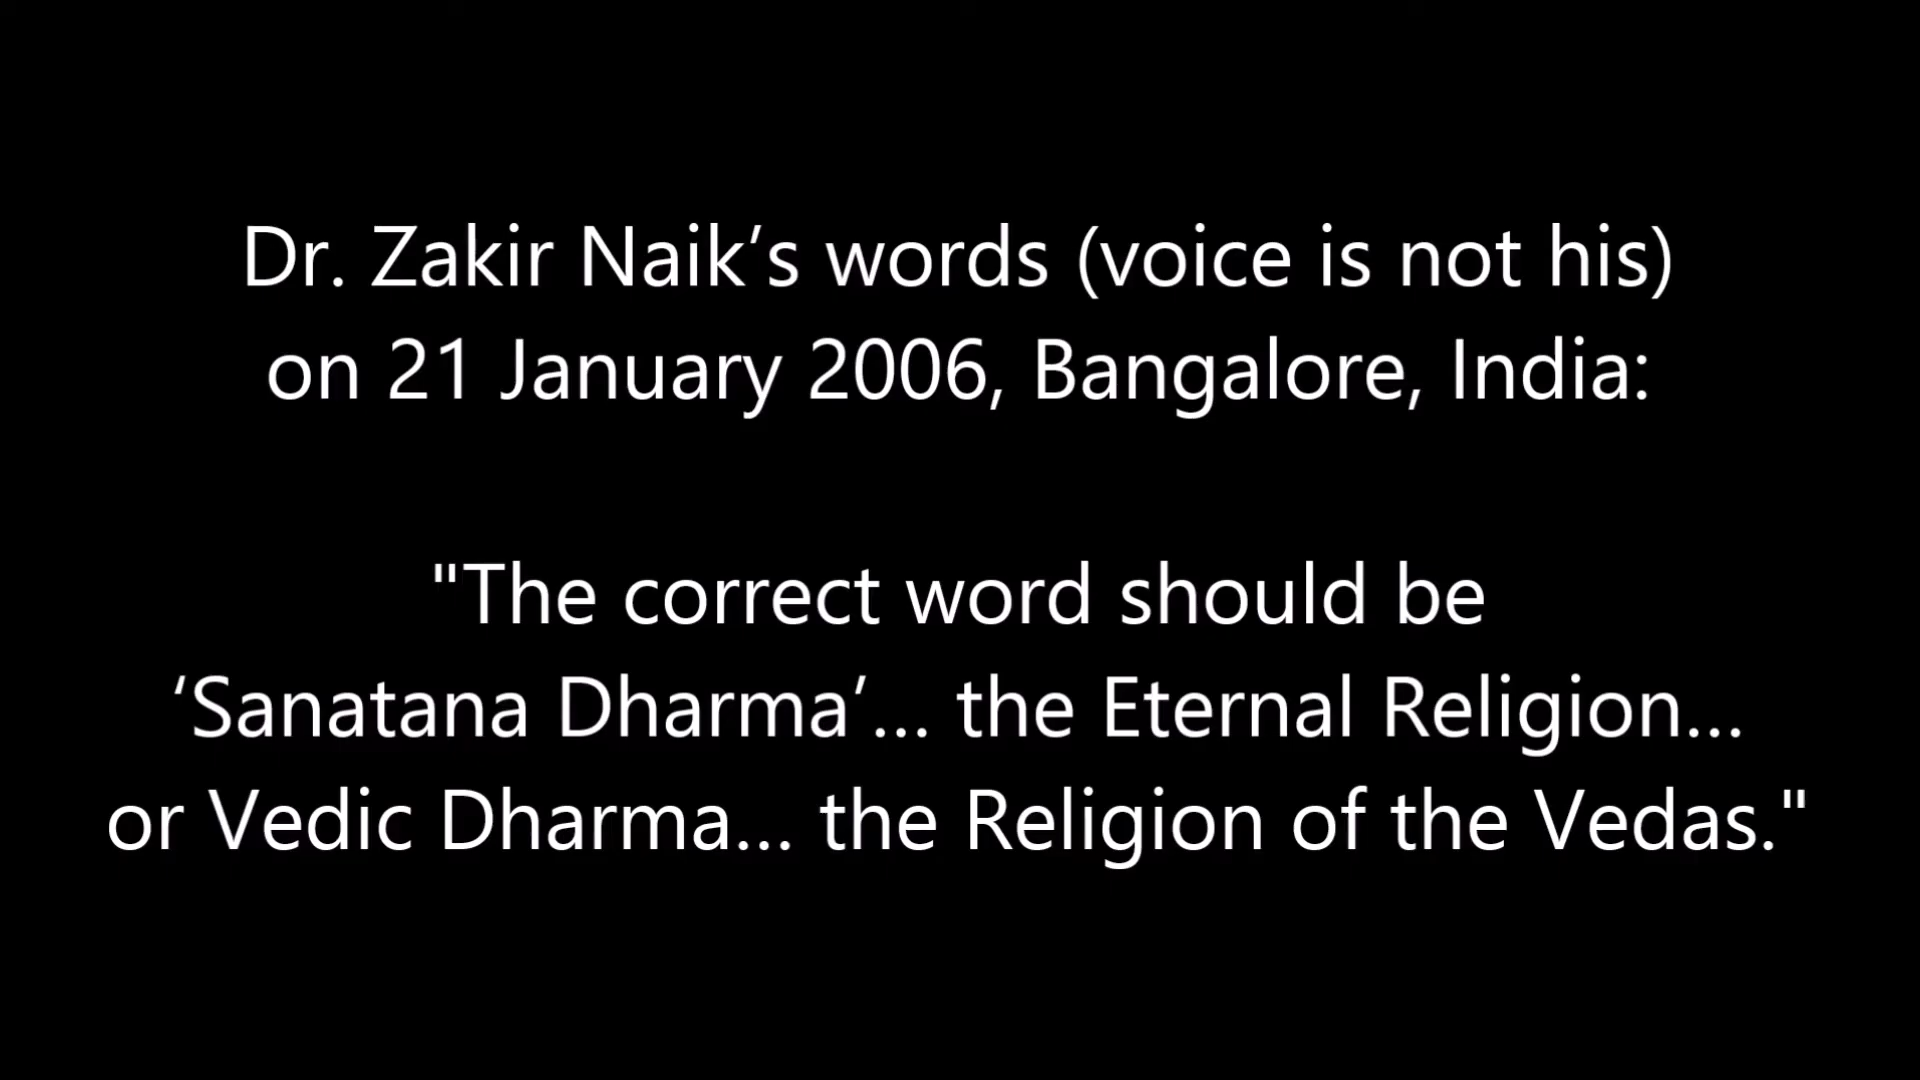 Dr. Zakir Naik’s words (voice is not his)
on 21 January 2006, Bangalore, India:
"The correct word should be
‘Sanatana Dharma’... the Eternal Religion...
or Vedic Dharma... the Religion of the Vedas."